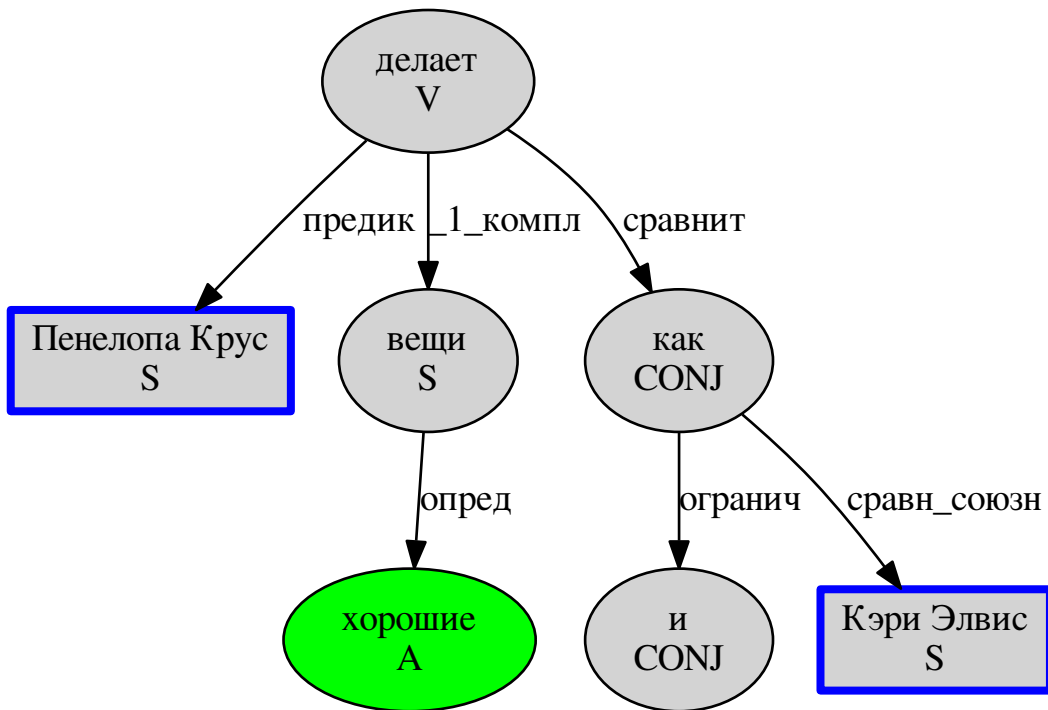 делает
V
предик
_1_компл
сравнит
Пенелопа Крус
S
вещи
S
как
CONJ
опред
огранич
сравн_союзн
хорошие
A
и
CONJ
Кэри Элвис
S